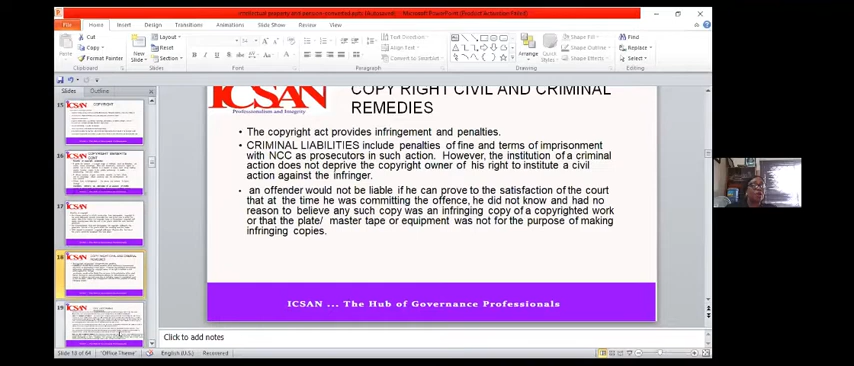 File
Home
Insert
Design
Transitions
Animations
Slide Show
Review
View
Paste
Cut
Copy
Format Painter
Clipboard
New
Slide
Layout
Reset
Section
Slides
Font
Text Direction
Align Text
Convert to SmartArt
Paragraph
Arrange
Quick
Styles
Shape Fill
Shape Outline
Shape Effects
Drawing
Find
Replace
Select
Editing
Slides
Outline
15
16
17
18
19
ICSAN
Professionalism and Integrity
COPY RIGHT CIVIL AND CRIMINAL
REMEDIES
• The copyright act provides infringement and penalties.
• CRIMINAL LIABILITIES include penalties of fine and terms of imprisonment
with NCC as prosecutors in such action. However, the institution of a criminal
action does not deprive the copyright owner of his right to institute a civil
action against the infringer.
• an offender would not be liable if he can prove to the satisfaction of the court
that at the time he was committing the offence, he did not know and had no
reason to believe any such copy was an infringing copy of a copyrighted work
or that the plate/ master tape or equipment was not for the purpose of making
infringing copies.
ICSAN ... The Hub of Governance Professionals
Click to add notes
Slide 18 of 64
"Office Theme"
English (U.S.)
Recovered